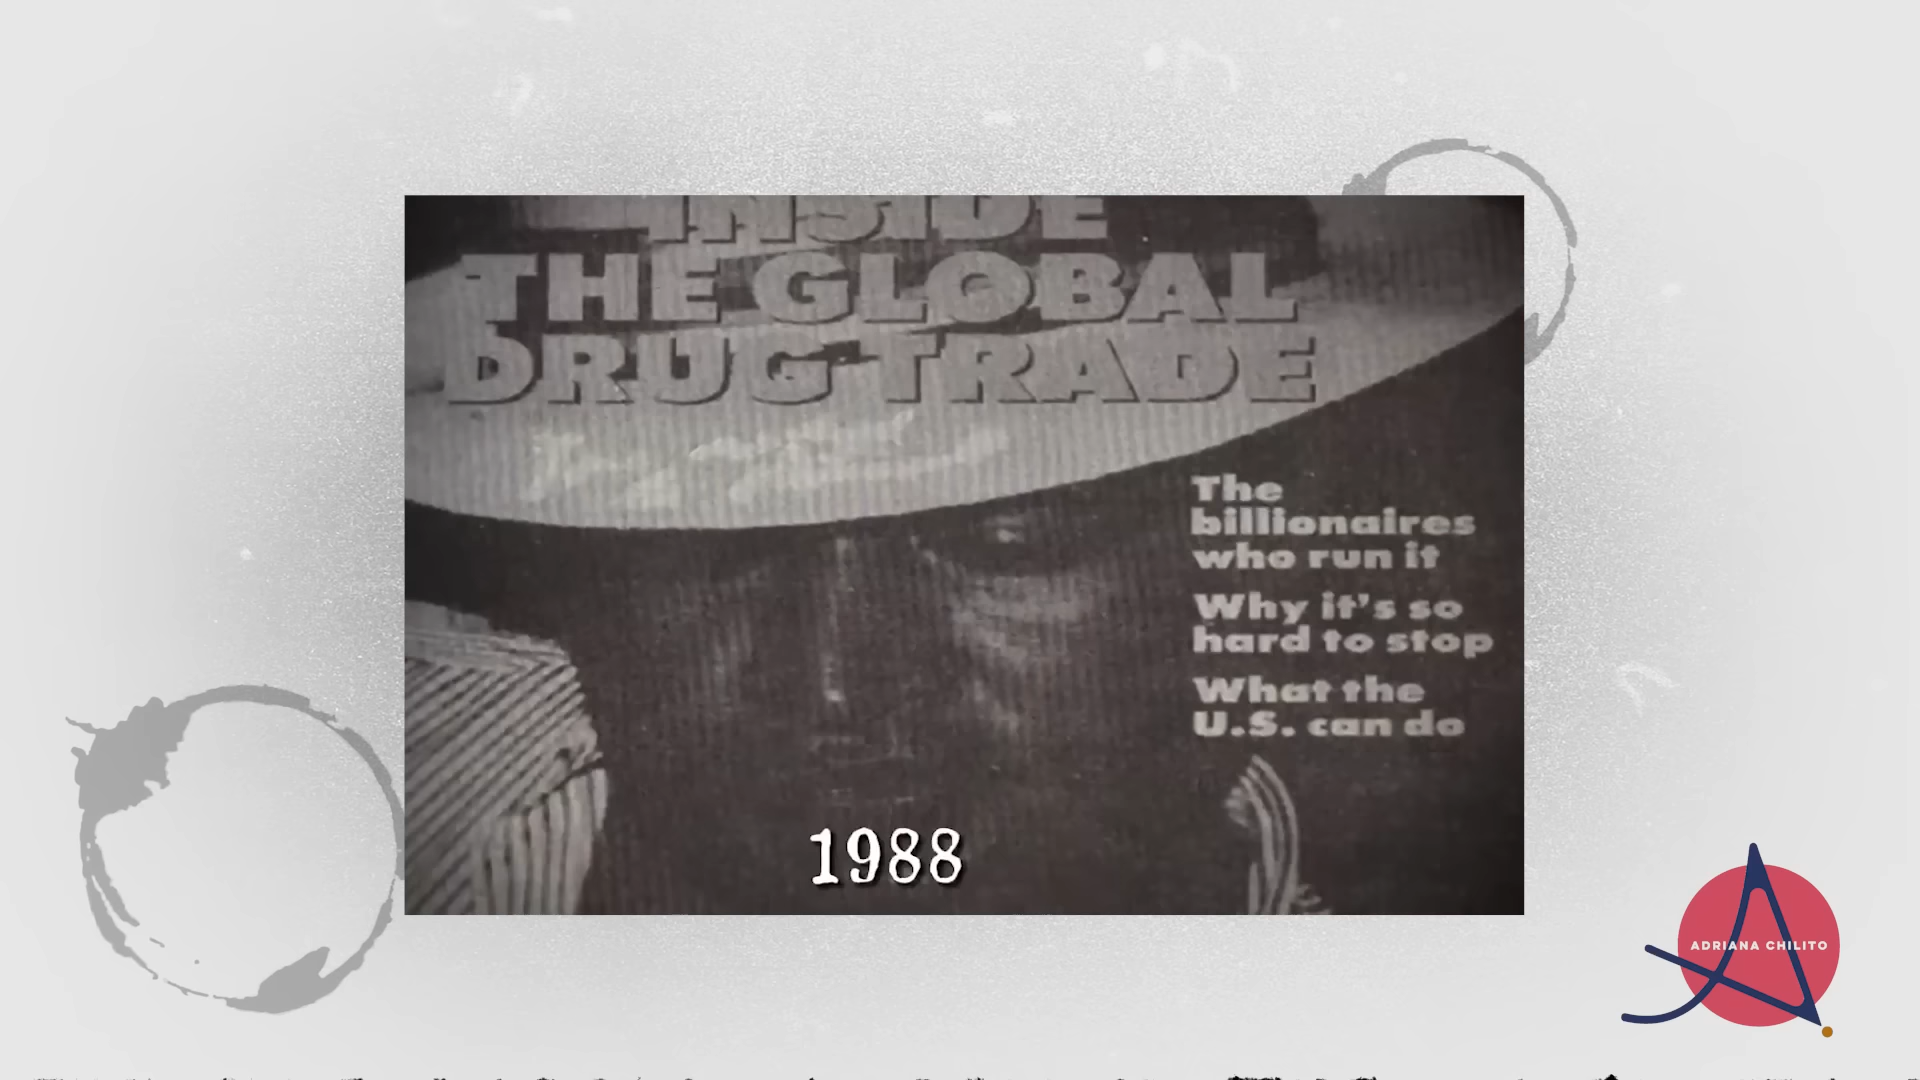 INSIDE
THE GLOBAL
DRUG TRADE
The
billionaires
who run it
Why it's so
hard to stop
What the
U.S. can do
1988
ADRIANA CHILITO